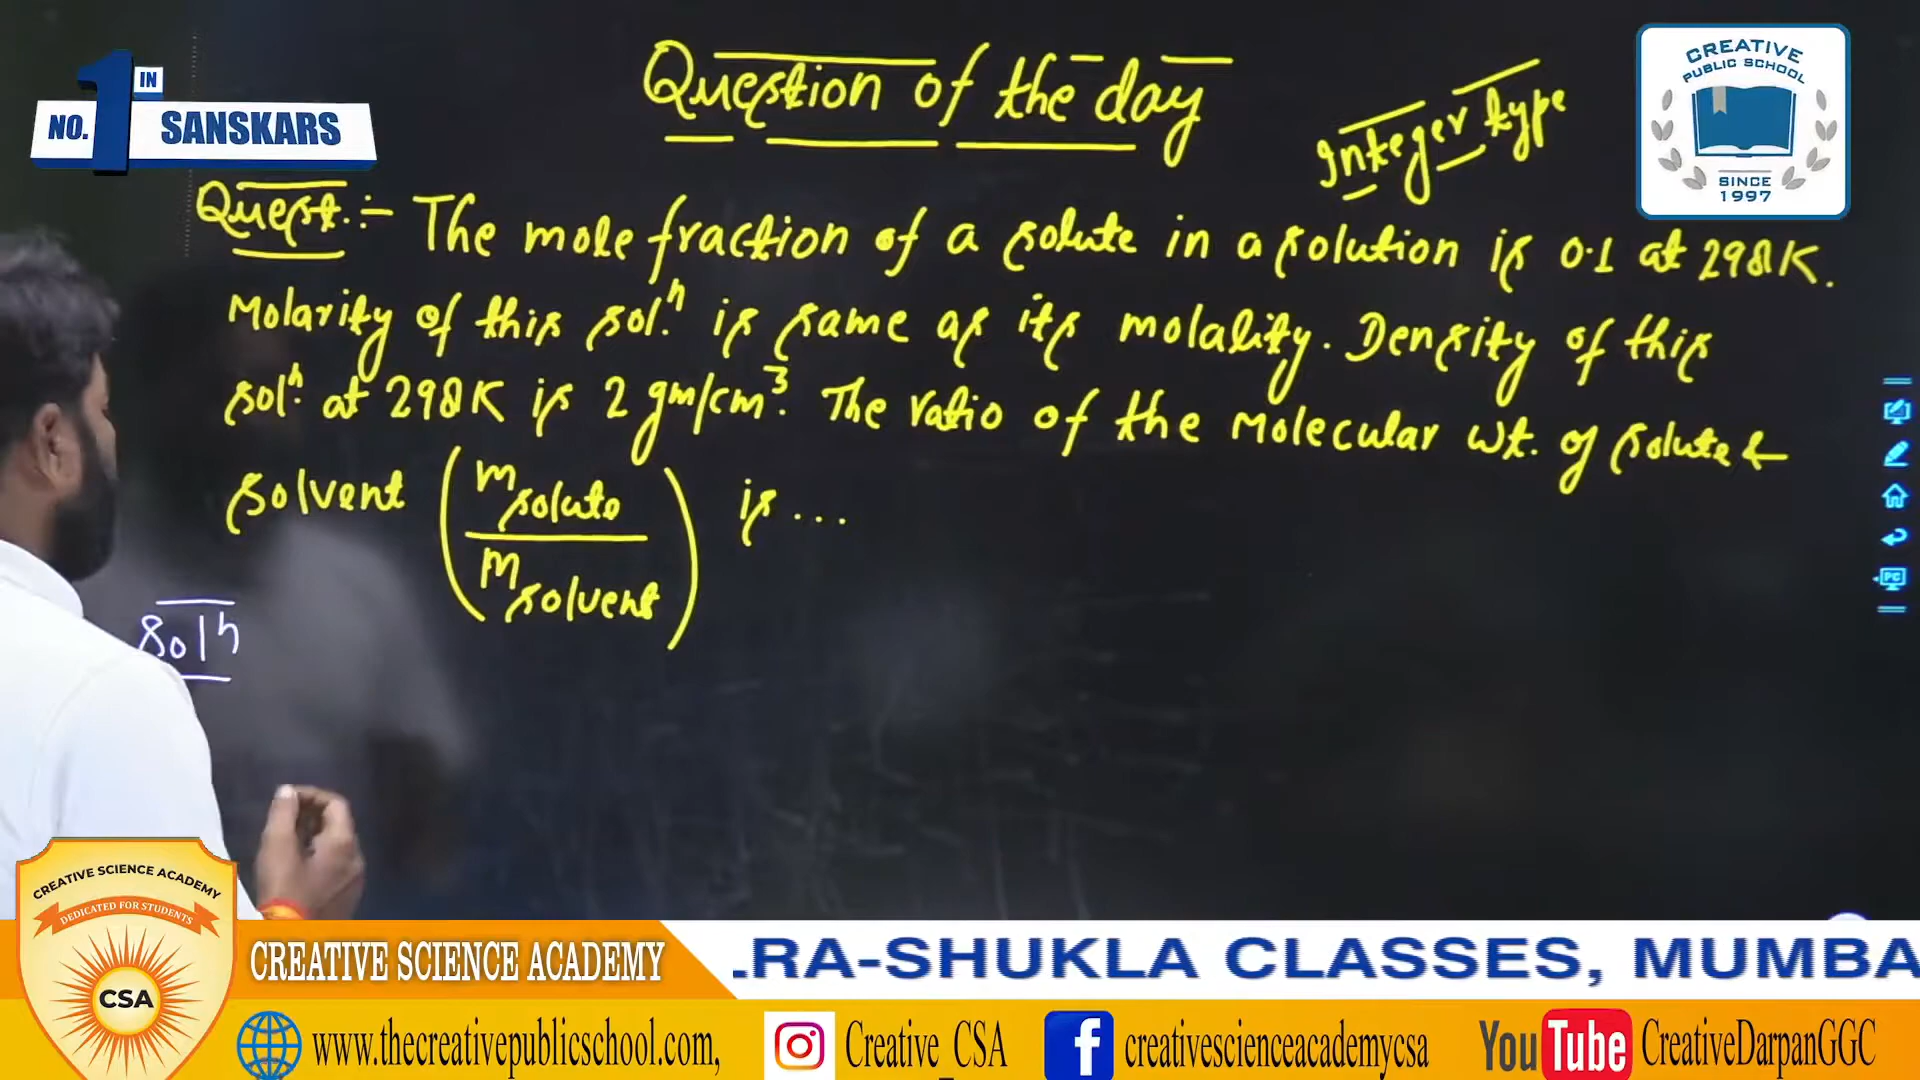 Question of the day
Integer type
NO. 1 IN SANSKARS
CREATIVE PUBLIC SCHOOL
SINCE 1997
Quest. :- The mole fraction of a solute in a solution is 0.1 at 298K.
Molarity of this sol.n is same as its molality. Density of this
soln. at 298K is 2 gm/cm3. The ratio of the molecular wt. of solute &
solvent (Msolute / Msolvent) is ...
Soln
PC
CREATIVE SCIENCE ACADEMY
DEDICATED FOR STUDENTS
CSA
CREATIVE SCIENCE ACADEMY
.RA-SHUKLA CLASSES, MUMBA
www.thecreativepublicschool.com, Creative_CSA creativescienceacademycsa YouTube CreativeDarpanGGC